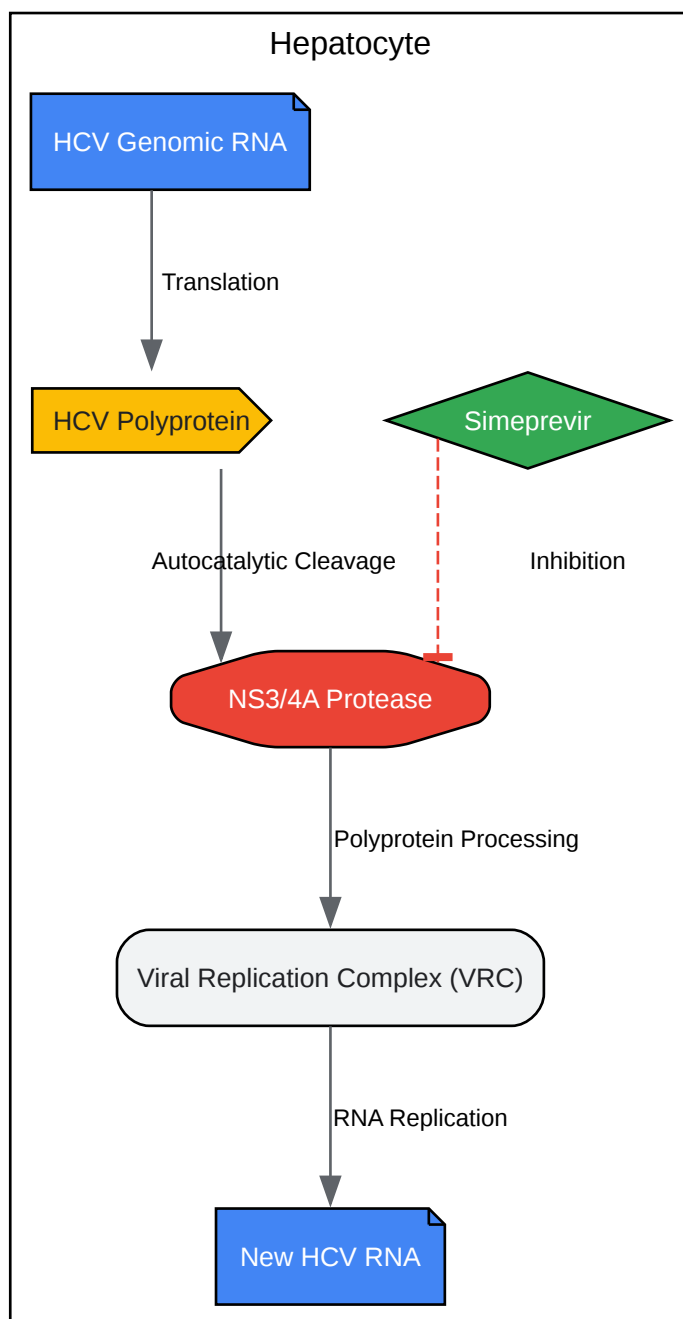 Hepatocyte
HCV Genomic RNA
Translation
HCV Polyprotein
Simeprevir
Autocatalytic Cleavage
Inhibition
NS3/4A Protease
Polyprotein Processing
Viral Replication Complex (VRC)
RNA Replication
New HCV RNA